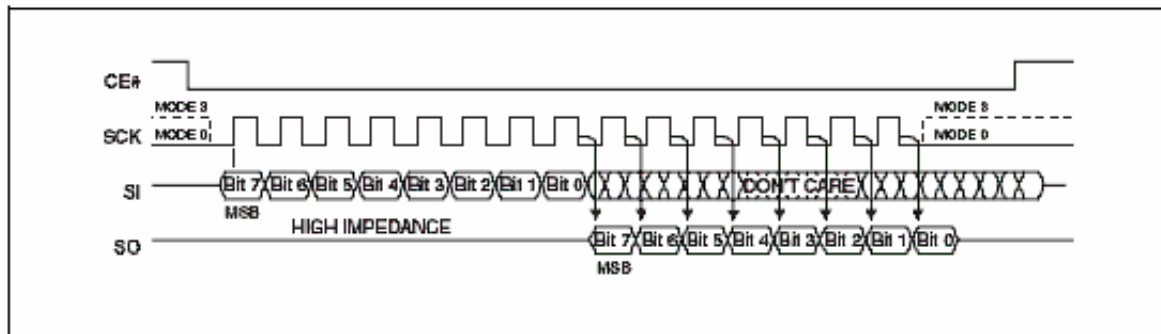 CE#
MODE 3
MODE 3
SCK
MODE 0
MODE 0
SI
Bit 7 Bit 6 Bit 5 Bit 4 Bit 3 Bit 2 Bit 1 Bit 0
DON'T CARE
MSB
HIGH IMPEDANCE
SO
Bit 7 Bit 6 Bit 5 Bit 4 Bit 3 Bit 2 Bit 1 Bit 0
MSB